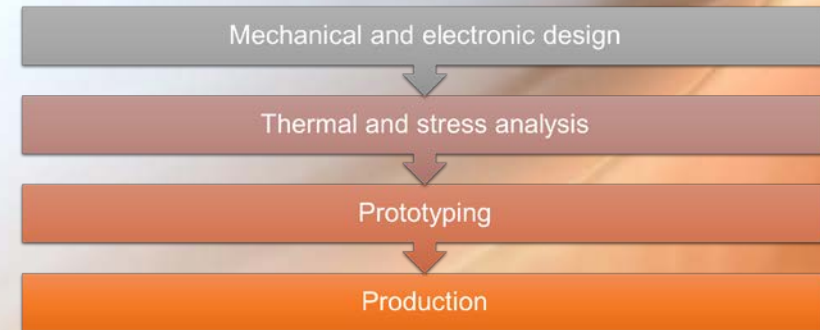 Mechanical and electronic design
Thermal and stress analysis
Prototyping
Production